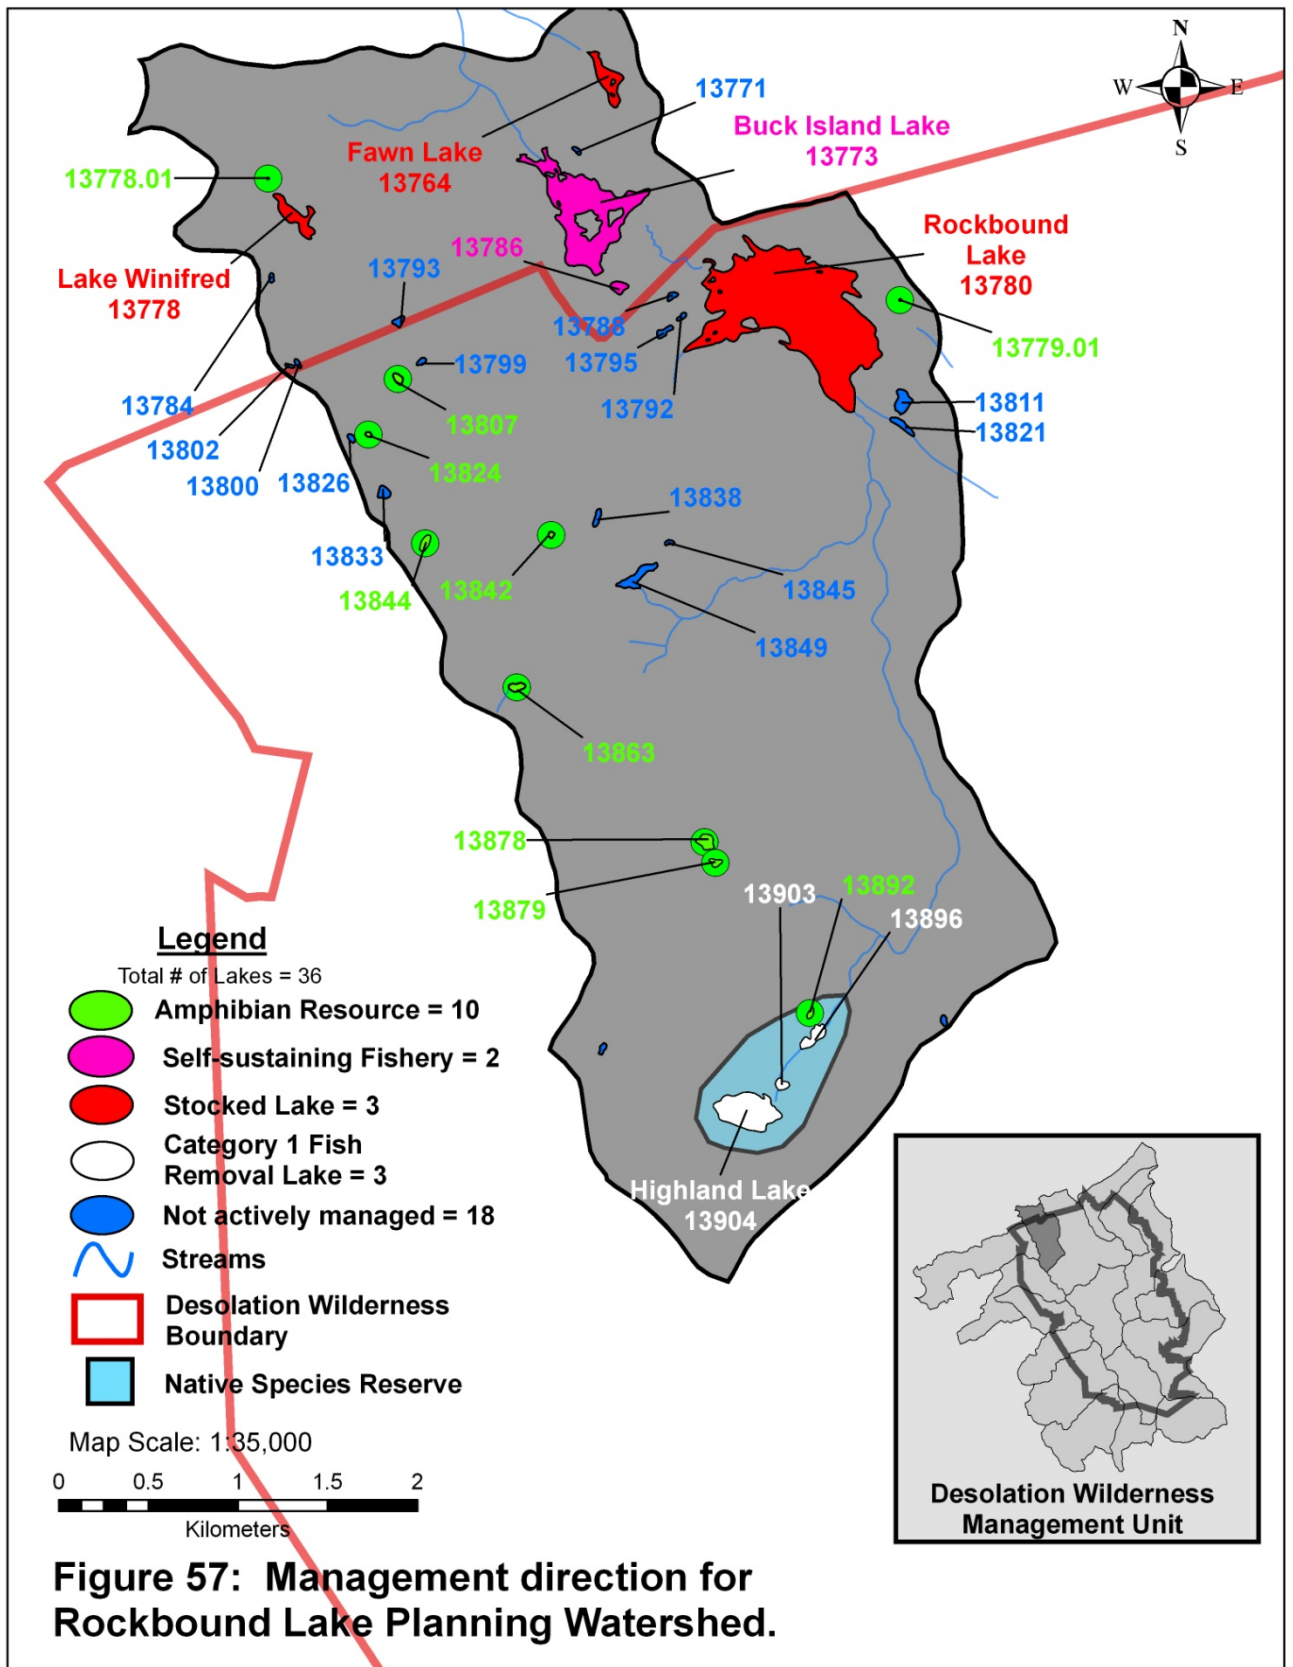 N
W
E
S
13771
Buck Island Lake
13773
Fawn Lake
13764
13778.01
Rockbound
Lake
13780
13786
13793
Lake Winifred
13778
13788
13779.01
13795
13799
13784
13792
13811
13807
13821
13802
13800
13826
13824
13838
13833
13845
13844
13842
13849
13863
13878
13903
13892
13896
13879
Highland Lake
13904
Legend
Total # of Lakes = 36
Amphibian Resource = 10
Self-sustaining Fishery = 2
Stocked Lake = 3
Category 1 Fish
Removal Lake = 3
Not actively managed = 18
Streams
Desolation Wilderness
Boundary
Native Species Reserve
Map Scale: 1:35,000
0 0.5 1 1.5 2
Kilometers
Desolation Wilderness
Management Unit
Figure 57: Management direction for
Rockbound Lake Planning Watershed.